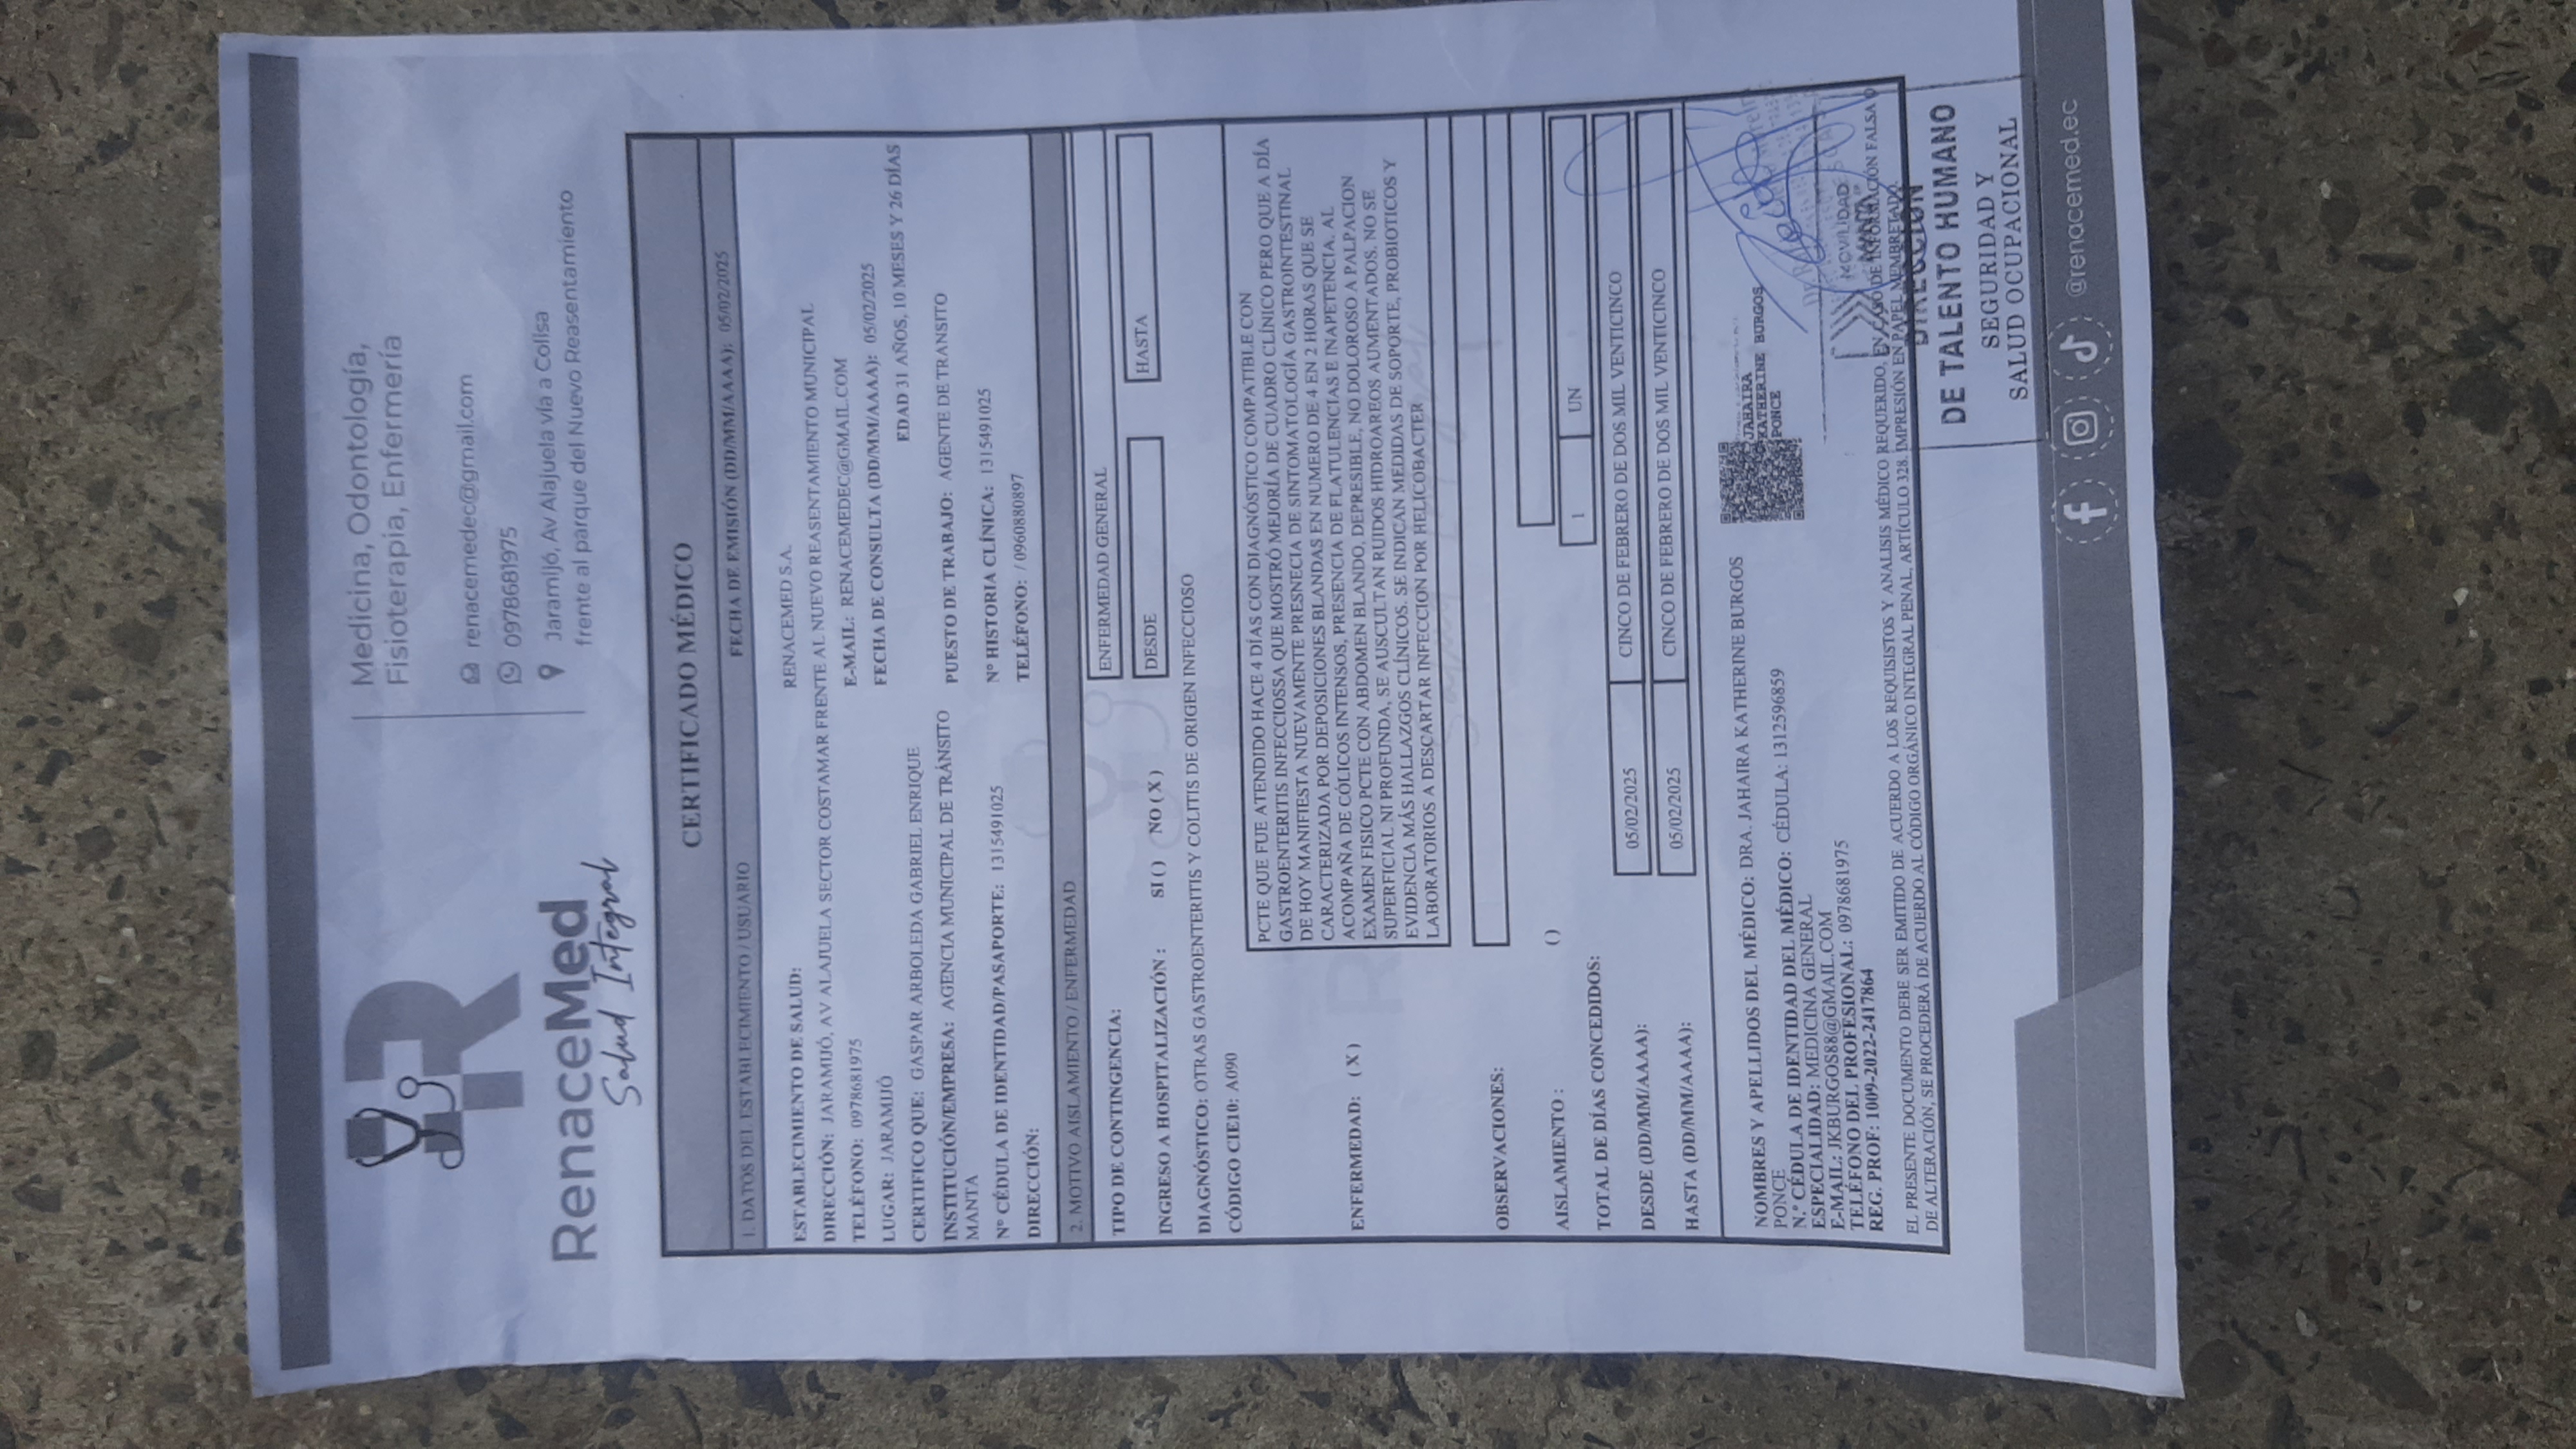 RenaceMed
Salud Integral
Medicina, Odontología,
Fisioterapia, Enfermería
renacemedec@gmail.com
0978681975
Jaramijó, Av Alajuela vía a Colisa
frente al parque del Nuevo Reasentamiento
CERTIFICADO MÉDICO
1. DATOS DEL ESTABLECIMIENTO / USUARIO FECHA DE EMISIÓN (DD/MM/AAAA): 05/02/2025
ESTABLECIMIENTO DE SALUD: RENACEMED S.A.
DIRECCIÓN: JARAMIJÓ, AV ALAJUELA SECTOR COSTAMAR FRENTE AL NUEVO REASENTAMIENTO MUNICIPAL
TELÉFONO: 0978681975 E-MAIL: RENACEMEDEC@GMAIL.COM
LUGAR: JARAMIJÓ FECHA DE CONSULTA (DD/MM/AAAA): 05/02/2025
CERTIFICO QUE: GASPAR ARBOLEDA GABRIEL ENRIQUE EDAD 31 AÑOS, 10 MESES Y 26 DÍAS
INSTITUCIÓN/EMPRESA: AGENCIA MUNICIPAL DE TRÁNSITO PUESTO DE TRABAJO: AGENTE DE TRANSITO
MANTA
Nº CÉDULA DE IDENTIDAD/PASAPORTE: 1315491025 Nº HISTORIA CLÍNICA: 1315491025
DIRECCIÓN: TELÉFONO: / 0960880897
2. MOTIVO AISLAMIENTO / ENFERMEDAD
TIPO DE CONTINGENCIA: ENFERMEDAD GENERAL
INGRESO A HOSPITALIZACIÓN : SI ( ) NO ( X ) DESDE HASTA
DIAGNÓSTICO: OTRAS GASTROENTERITIS Y COLITIS DE ORIGEN INFECCIOSO
CÓDIGO CIE10: A090
PCTE QUE FUE ATENDIDO HACE 4 DÍAS CON DIAGNÓSTICO COMPATIBLE CON
GASTROENTERITIS INFECCIOSSA QUE MOSTRÓ MEJORÍA DE CUADRO CLÍNICO PERO QUE A DÍA
DE HOY MANIFIESTA NUEVAMENTE PRESNECIA DE SINTOMATOLOGÍA GASTROINTESTINAL
CARACTERIZADA POR DEPOSICIONES BLANDAS EN NUMERO DE 4 EN 2 HORAS QUE SE
ACOMPAÑA DE CÓLICOS INTENSOS, PRESENCIA DE FLATULENCIAS E INAPETENCIA. AL
ENFERMEDAD: ( X ) EXAMEN FISICO PCTE CON ABDOMEN BLANDO, DEPRESIBLE, NO DOLOROSO A PALPACION
SUPERFICIAL NI PROFUNDA, SE AUSCULTAN RUIDOS HIDROAREOS AUMENTADOS. NO SE
EVIDENCIA MÁS HALLAZGOS CLÍNICOS. SE INDICAN MEDIDAS DE SOPORTE, PROBIOTICOS Y
LABORATORIOS A DESCARTAR INFECCION POR HELICOBACTER
OBSERVACIONES:
AISLAMIENTO : ( )
TOTAL DE DÍAS CONCEDIDOS: 1 UN
DESDE (DD/MM/AAAA): 05/02/2025 CINCO DE FEBRERO DE DOS MIL VENTICINCO
HASTA (DD/MM/AAAA): 05/02/2025 CINCO DE FEBRERO DE DOS MIL VENTICINCO
NOMBRES Y APELLIDOS DEL MÉDICO: DRA. JAHAIRA KATHERINE BURGOS
PONCE
N.º CÉDULA DE IDENTIDAD DEL MÉDICO: CÉDULA: 1312596859
ESPECIALIDAD: MEDICINA GENERAL
E-MAIL: JKBURGOS88@GMAIL.COM
TELÉFONO DEL PROFESIONAL: 0978681975
REG. PROF: 1009-2022-2417864
JAHAIRA
KATHERINE BURGOS
PONCE
MOVILIDAD
MANTA
EL PRESENTE DOCUMENTO DEBE SER EMITIDO DE ACUERDO A LOS REQUISISTOS Y ANALISIS MÉDICO REQUERIDO, EN CASO DE INFORMACIÓN FALSA O
DE ALTERACIÓN, SE PROCEDERÁ DE ACUERDO AL CÓDIGO ORGÁNICO INTEGRAL PENAL, ARTÍCULO 328. IMPRESIÓN EN PAPEL MEMBRETADO.
DIRECCIÓN
DE TALENTO HUMANO
SEGURIDAD Y
SALUD OCUPACIONAL
@renacemed.ec